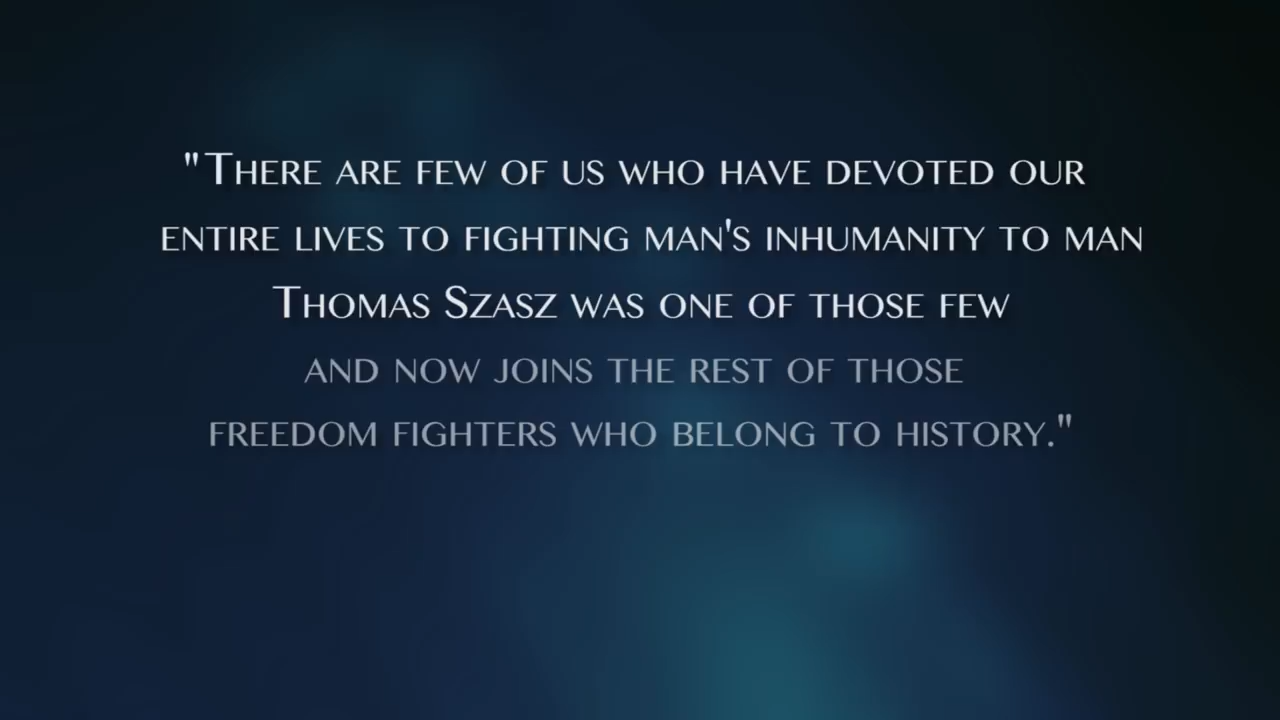 "There are few of us who have devoted our
entire lives to fighting man's inhumanity to man
Thomas Szasz was one of those few
and now joins the rest of those
freedom fighters who belong to history."